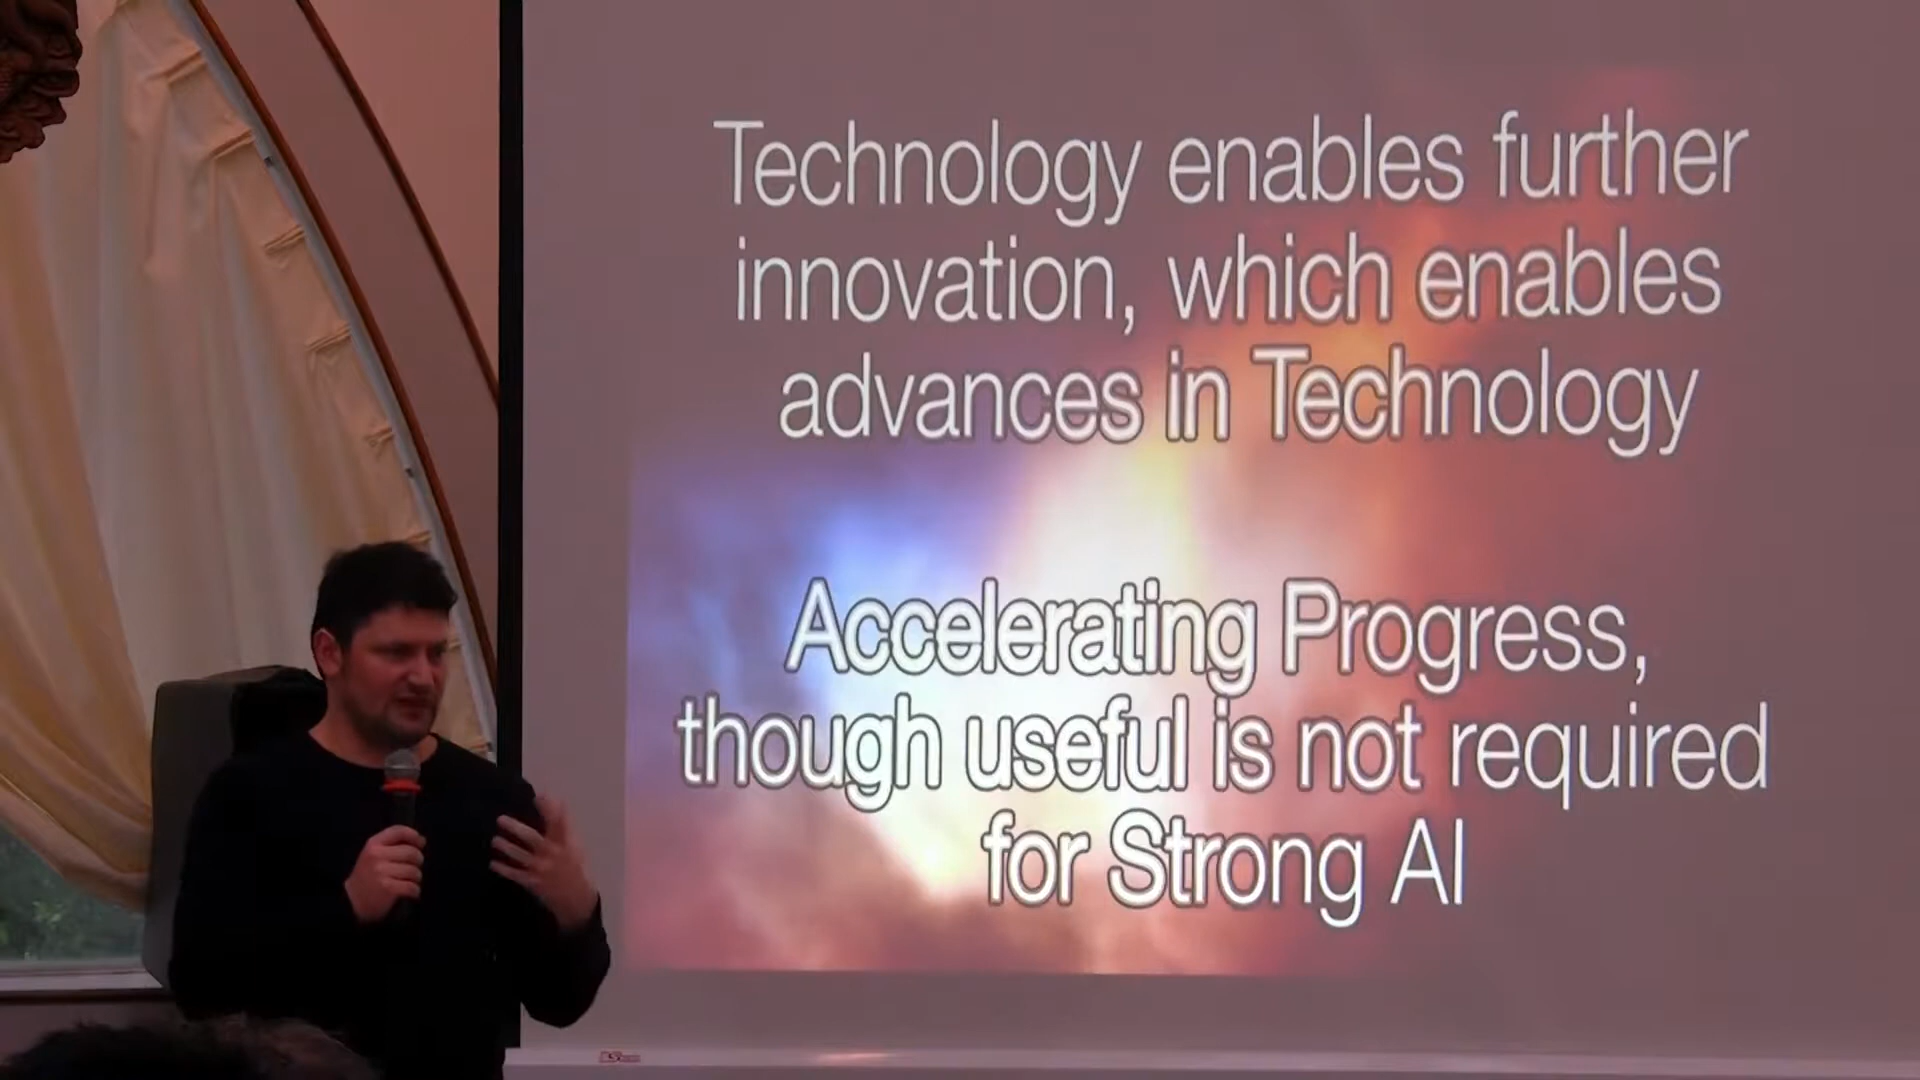 Technology enables further
innovation, which enables
advances in Technology
Accelerating Progress,
though useful is not required
for Strong AI